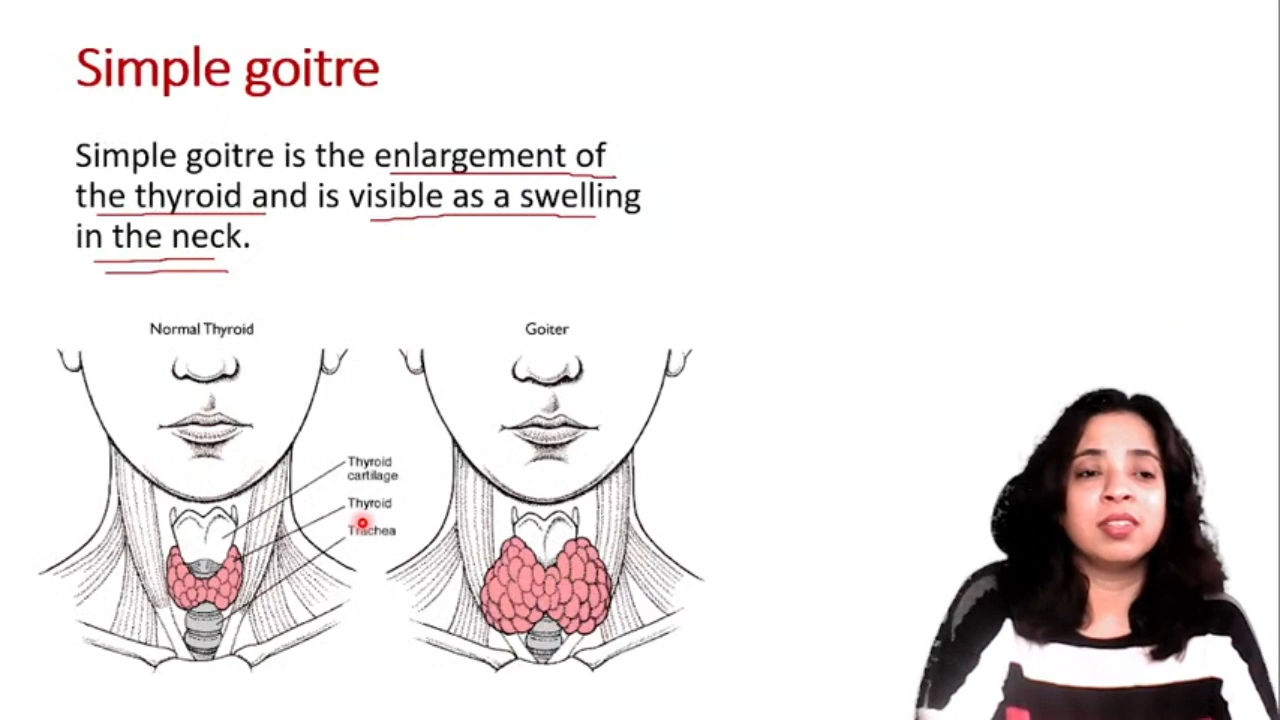 Simple goitre
Simple goitre is the enlargement of
the thyroid and is visible as a swelling
in the neck.
Normal Thyroid
Goiter
Thyroid
cartilage
Thyroid
Trachea